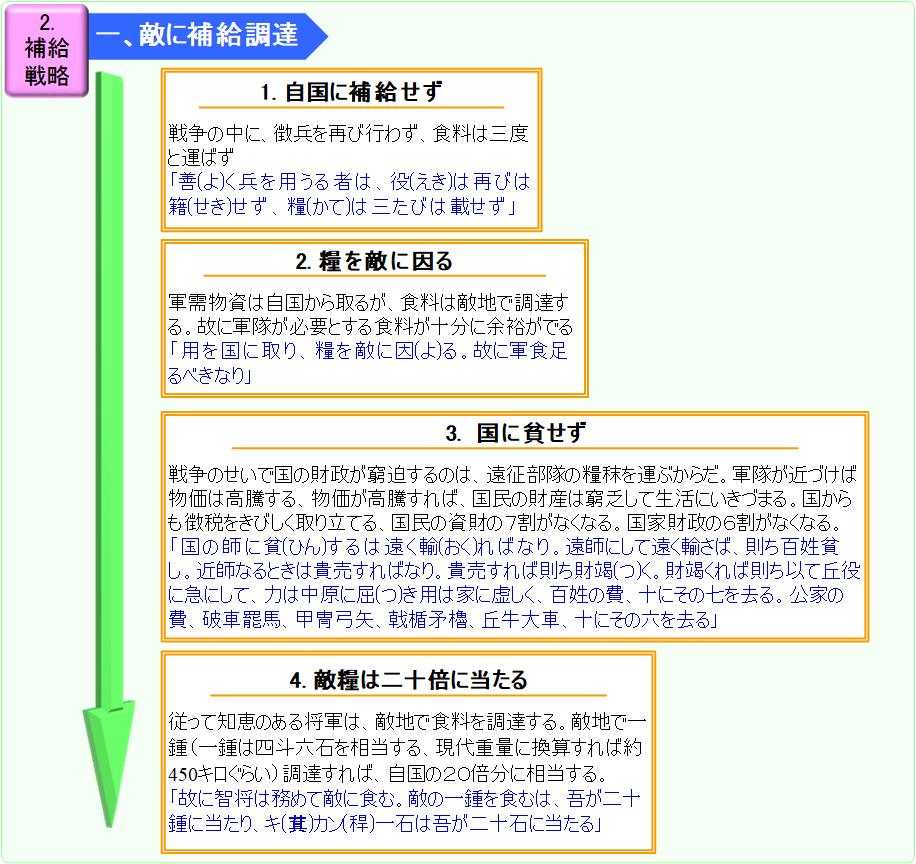 2.
補給
戦略
一、敵に補給調達
1. 自国に補給せず
戦争の中に、徴兵を再び行わず、食料は三度
と運ばず
「善(よ)く兵を用うる者は、役(えき)は再びは
籍(せき)せず、糧(かて)は三たびは載せず」
2. 糧を敵に因る
軍需物資は自国から取るが、食料は敵地で調達す
る。故に軍隊が必要とする食料が十分に余裕がでる
「用を国に取り、糧を敵に因(よ)る。故に軍食足
るべきなり」
3. 国に貧せず
戦争のせいで国の財政が窮迫するのは、遠征部隊の糧秣を運ぶからだ。軍隊が近づけば
物価は高騰する、物価が高騰すれば、国民の財産は窮乏して生活にいきづまる。国から
も徴税をきびしく取り立てる、国民の資財の７割がなくなる。国家財政の６割がなくなる。
「国の師に貧(ひん)するは遠く輸(おく)ればなり。遠師にして遠く輸さば、則ち百姓貧
し。近師なるときは貴売すればなり。貴売すれば則ち財竭(つ)く。財竭くれば則ち以て丘役
に急にして、力は中原に屈(つ)き用は家に虚しく、百姓の費、十にその七を去る。公家の
費、破車罷馬、甲冑弓矢、戟楯矛櫓、丘牛大車、十にその六を去る」
4. 敵糧は二十倍に当たる
従って知恵のある将軍は、敵地で食料を調達する。敵地で一
鍾（一鍾は四斗六石を相当する、現代重量に換算すれば約
450キロぐらい）調達すれば、自国の２０倍分に相当する。
「故に智将は務めて敵に食む。敵の一鍾を食むは、吾が二十
鍾に当たり、キ(萁)カン(稈)一石は吾が二十石に当たる」